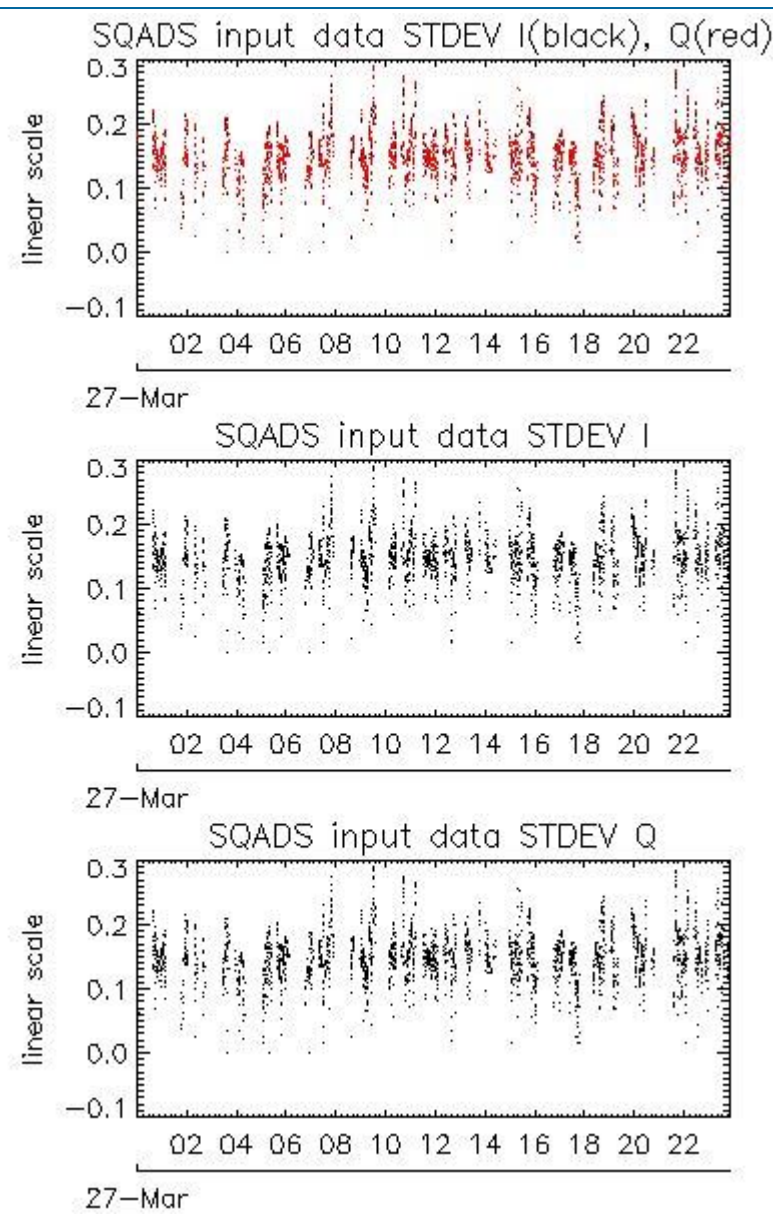 SQADS input data STDEV I(black), Q(red)
0.3
0.2
0.1
0.0
−0.1
linear scale
02 04 06 08 10 12 14 16 18 20 22
27−Mar
SQADS input data STDEV I
0.3
0.2
0.1
0.0
−0.1
linear scale
02 04 06 08 10 12 14 16 18 20 22
27−Mar
SQADS input data STDEV Q
0.3
0.2
0.1
0.0
−0.1
linear scale
02 04 06 08 10 12 14 16 18 20 22
27−Mar